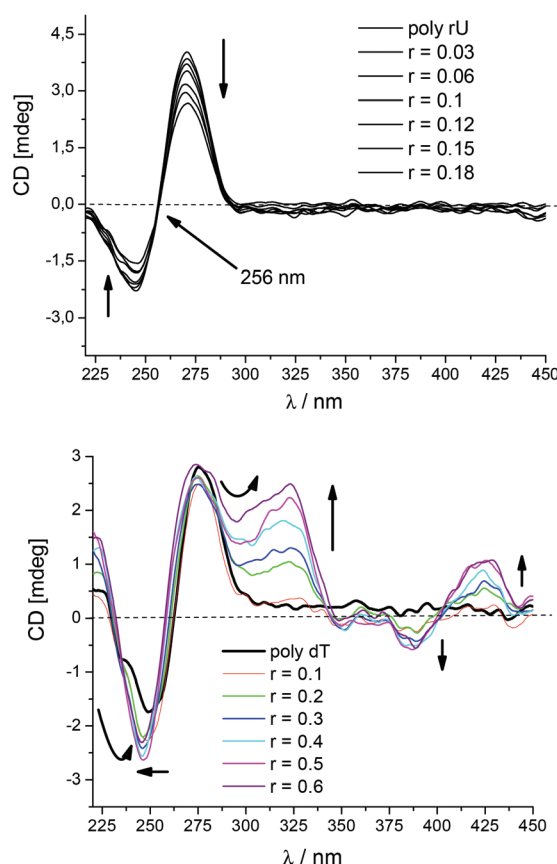 CD [mdeg]
4,5
3,0
1,5
0,0
-1,5
-3,0
poly rU
r = 0.03
r = 0.06
r = 0.1
r = 0.12
r = 0.15
r = 0.18
256 nm
225 250 275 300 325 350 375 400 425 450
λ / nm
CD [mdeg]
3
2
1
0
-1
-2
-3
poly dT
r = 0.1
r = 0.2
r = 0.3
r = 0.4
r = 0.5
r = 0.6
225 250 275 300 325 350 375 400 425 450
λ / nm